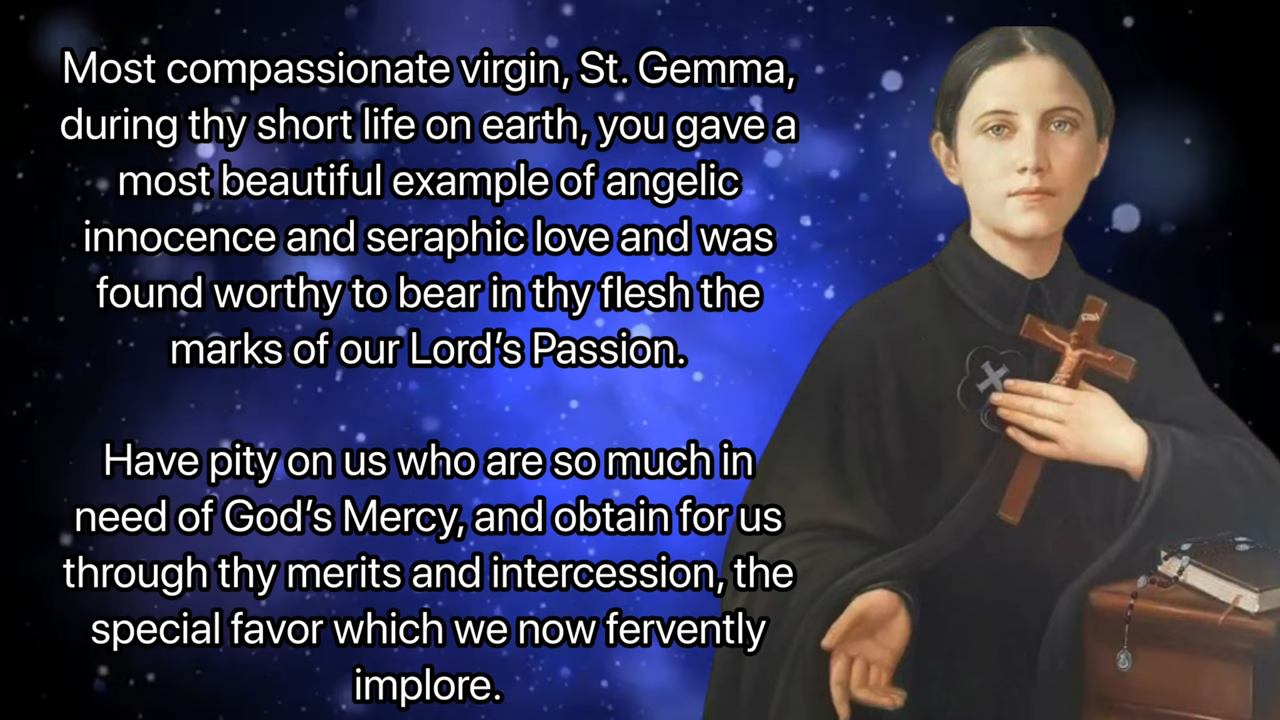 Most compassionate virgin, St. Gemma,
during thy short life on earth, you gave a
most beautiful example of angelic
innocence and seraphic love and was
found worthy to bear in thy flesh the
marks of our Lord’s Passion.
Have pity on us who are so much in
need of God’s Mercy, and obtain for us
through thy merits and intercession, the
special favor which we now fervently
implore.